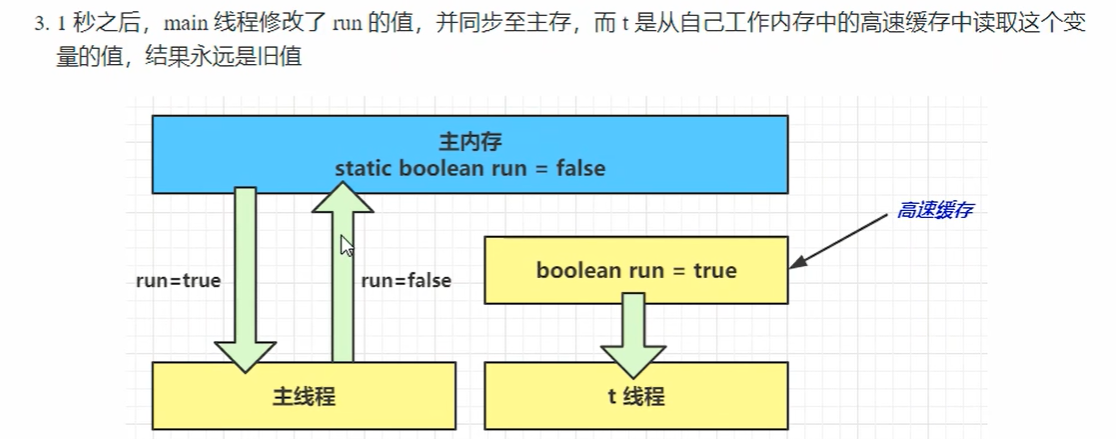 3. 1 秒之后，main 线程修改了 run 的值，并同步至主存，而 t 是从自己工作内存中的高速缓存中读取这个变
量的值，结果永远是旧值
主内存
static boolean run = false
高速缓存
boolean run = true
run=true
run=false
主线程
t 线程